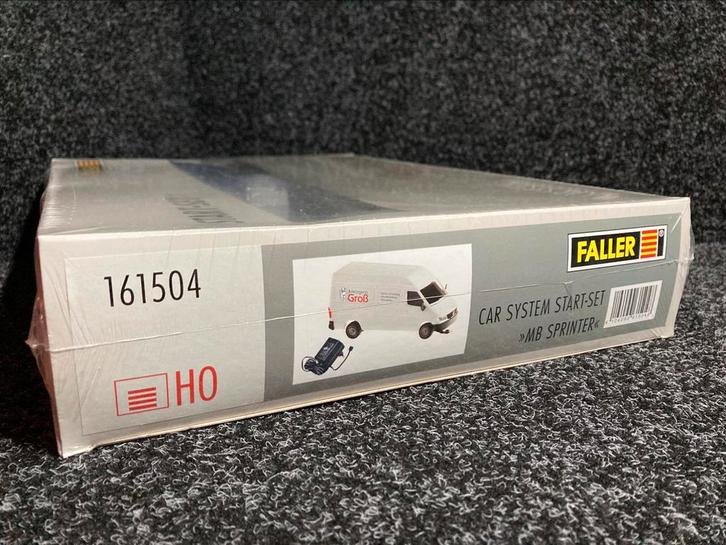 161504
H0
Groß
FALLER
CAR SYSTEM START-SET
»MB SPRINTER«